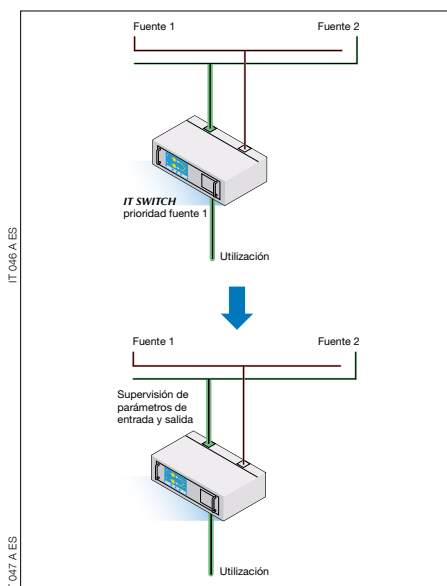 Fuente 1
Fuente 2
IT SWITCH
prioridad fuente 1
Utilización
IT 046 A ES
Fuente 1
Fuente 2
Supervisión de
parámetros de
entrada y salida
Utilización
047 A ES